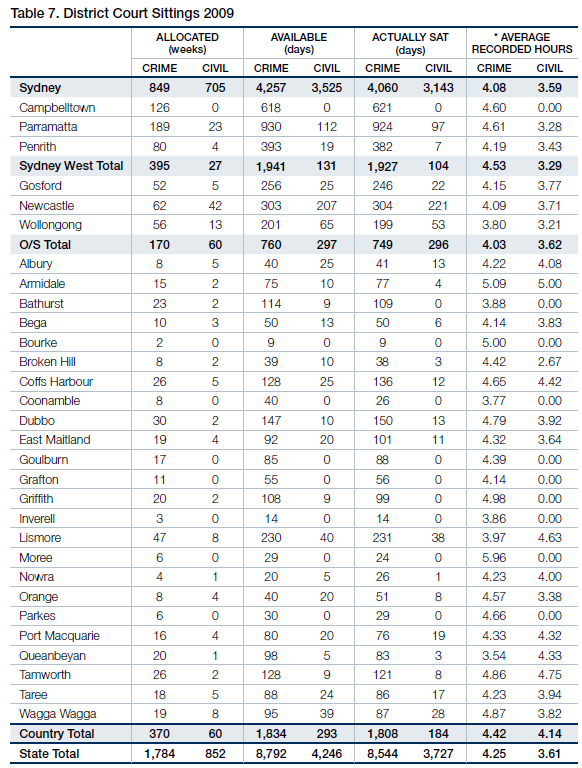 Table 7. District Court Sittings 2009
ALLOCATED (weeks) AVAILABLE (days) ACTUALLY SAT (days) * AVERAGE RECORDED HOURS
CRIME CIVIL CRIME CIVIL CRIME CIVIL CRIME CIVIL
Sydney 849 705 4,257 3,525 4,060 3,143 4.08 3.59
Campbelltown 126 0 618 0 621 0 4.60 0.00
Parramatta 189 23 930 112 924 97 4.61 3.28
Penrith 80 4 393 19 382 7 4.19 3.43
Sydney West Total 395 27 1,941 131 1,927 104 4.53 3.29
Gosford 52 5 256 25 246 22 4.15 3.77
Newcastle 62 42 303 207 304 221 4.09 3.71
Wollongong 56 13 201 65 199 53 3.80 3.21
O/S Total 170 60 760 297 749 296 4.03 3.62
Albury 8 5 40 25 41 13 4.22 4.08
Armidale 15 2 75 10 77 4 5.09 5.00
Bathurst 23 2 114 9 109 0 3.88 0.00
Bega 10 3 50 13 50 6 4.14 3.83
Bourke 2 0 9 0 9 0 5.00 0.00
Broken Hill 8 2 39 10 38 3 4.42 2.67
Coffs Harbour 26 5 128 25 136 12 4.65 4.42
Coonamble 8 0 40 0 26 0 3.77 0.00
Dubbo 30 2 147 10 150 13 4.79 3.92
East Maitland 19 4 92 20 101 11 4.32 3.64
Goulburn 17 0 85 0 88 0 4.39 0.00
Grafton 11 0 55 0 56 0 4.14 0.00
Griffith 20 2 108 9 99 0 4.98 0.00
Inverell 3 0 14 0 14 0 3.86 0.00
Lismore 47 8 230 40 231 38 3.97 4.63
Moree 6 0 29 0 24 0 5.96 0.00
Nowra 4 1 20 5 26 1 4.23 4.00
Orange 8 4 40 20 51 8 4.57 3.38
Parkes 6 0 30 0 29 0 4.66 0.00
Port Macquarie 16 4 80 20 76 19 4.33 4.32
Queanbeyan 20 1 98 5 83 3 3.54 4.33
Tamworth 26 2 128 9 121 8 4.86 4.75
Taree 18 5 88 24 86 17 4.23 3.94
Wagga Wagga 19 8 95 39 87 28 4.87 3.82
Country Total 370 60 1,834 293 1,808 184 4.42 4.14
State Total 1,784 852 8,792 4,246 8,544 3,727 4.25 3.61